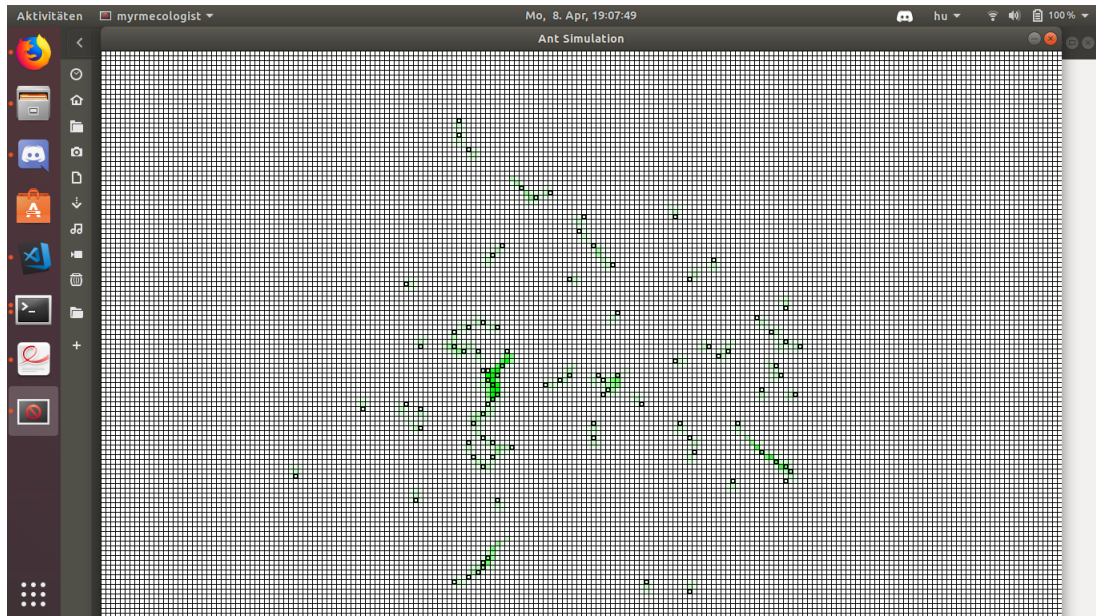 Aktivitäten myrmecologist Mo, 8. Apr, 19:07:49 hu 100 %
Ant Simulation